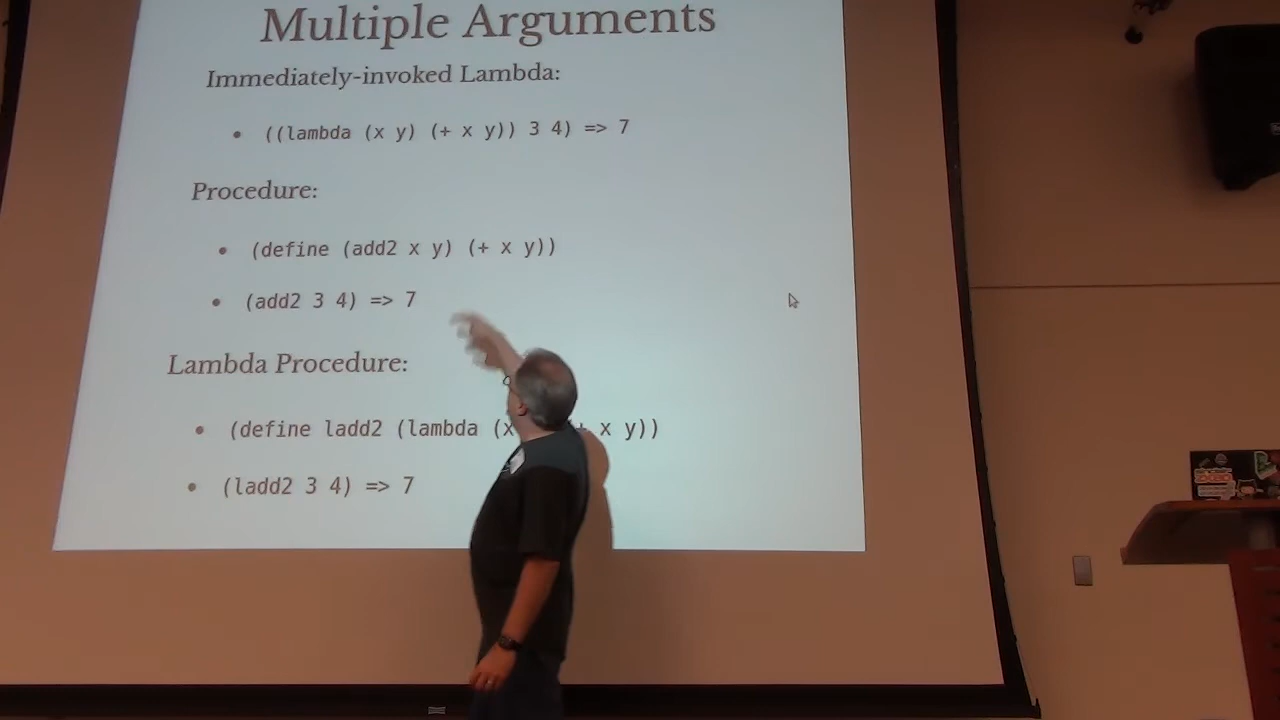 Multiple Arguments
Immediately-invoked Lambda:
• ((lambda (x y) (+ x y)) 3 4) => 7
Procedure:
• (define (add2 x y) (+ x y))
• (add2 3 4) => 7
Lambda Procedure:
• (define ladd2 (lambda (x + x y))
• (ladd2 3 4) => 7